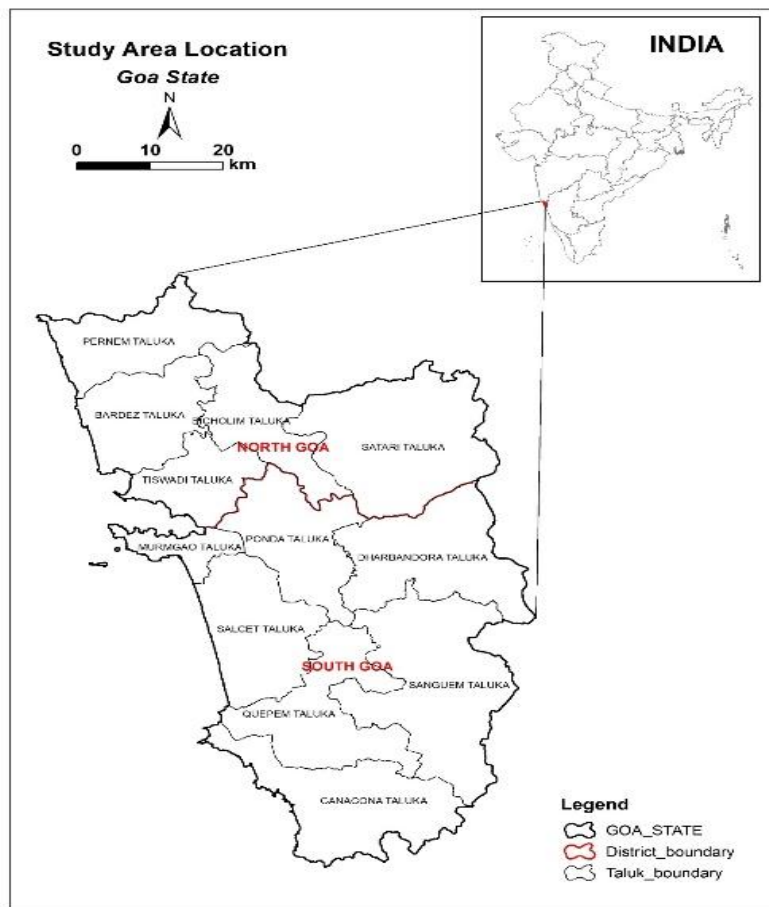 Study Area Location
Goa State
N
0 10 20
km
INDIA
PERNEM TALUKA
BARDEZ TALUKA
BICHOLIM TALUKA
NORTH GOA
SATARI TALUKA
TISWADI TALUKA
MURMGAO TALUKA
PONDA TALUKA
DHARBANDORA TALUKA
SALCET TALUKA
SOUTH GOA
SANGUEM TALUKA
QUEPEM TALUKA
CANACONA TALUKA
Legend
GOA_STATE
District_boundary
Taluk_boundary